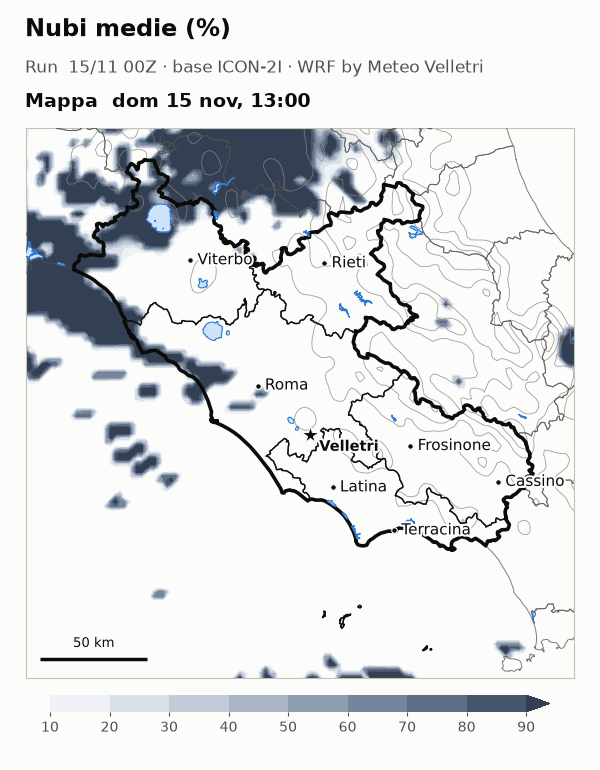 Nubi medie (%)
Run  15/11 00Z · base ICON-2I · WRF by Meteo Velletri
Mappa  dom 15 nov, 13:00
Viterbo
Rieti
Roma
Velletri
Frosinone
Latina
Cassino
Terracina
50 km
10 20 30 40 50 60 70 80 90